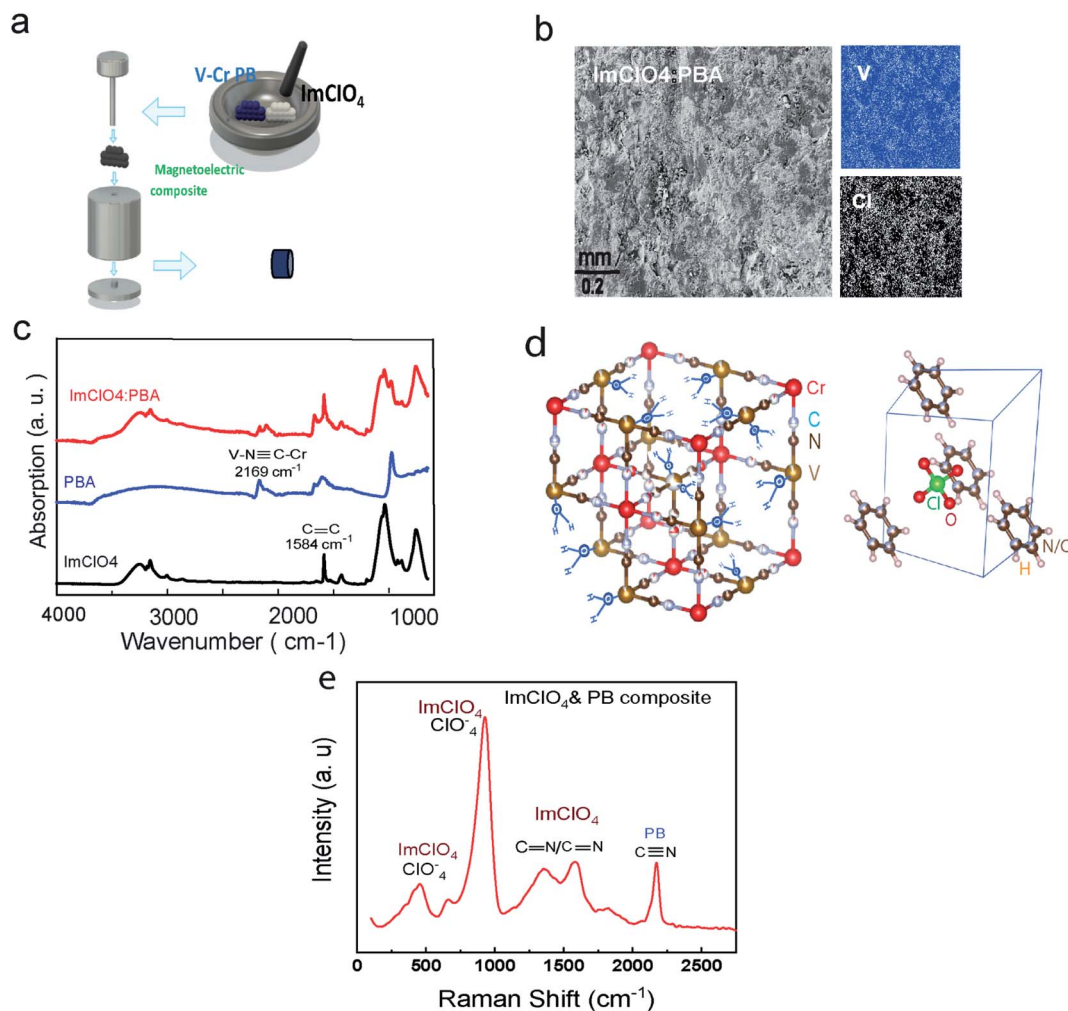 a
V-Cr PB
ImClO₄
Magnetoelectric
composite
b
ImClO4:PBA
mm
0.2
V
Cl
c
Absorption (a. u.)
ImClO4:PBA
V-N≡C-Cr
2169 cm⁻¹
PBA
C=C
1584 cm⁻¹
ImClO4
4000 3000 2000 1000
Wavenumber ( cm-1)
d
Cr
C
N
V
Cl
O
N/C
H
e
ImClO₄& PB composite
ImClO₄
ClO⁻₄
ImClO₄
ClO⁻₄
ImClO₄
C=N/C=N
PB
C≡N
Intensity (a. u)
0 500 1000 1500 2000 2500
Raman Shift (cm⁻¹)